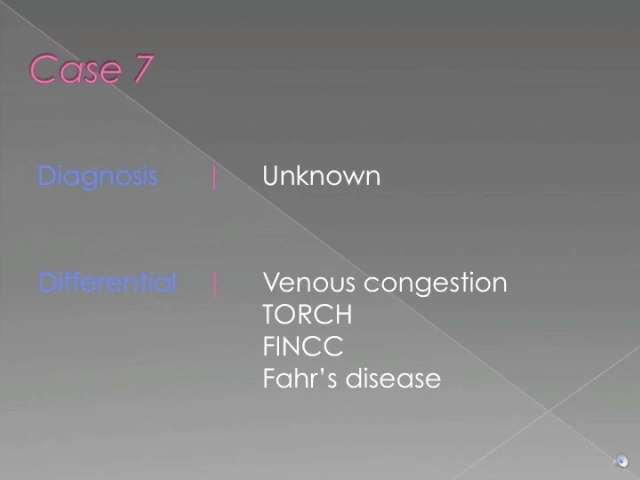 Case 7
Diagnosis | Unknown
Differential | Venous congestion
TORCH
FINCC
Fahr's disease